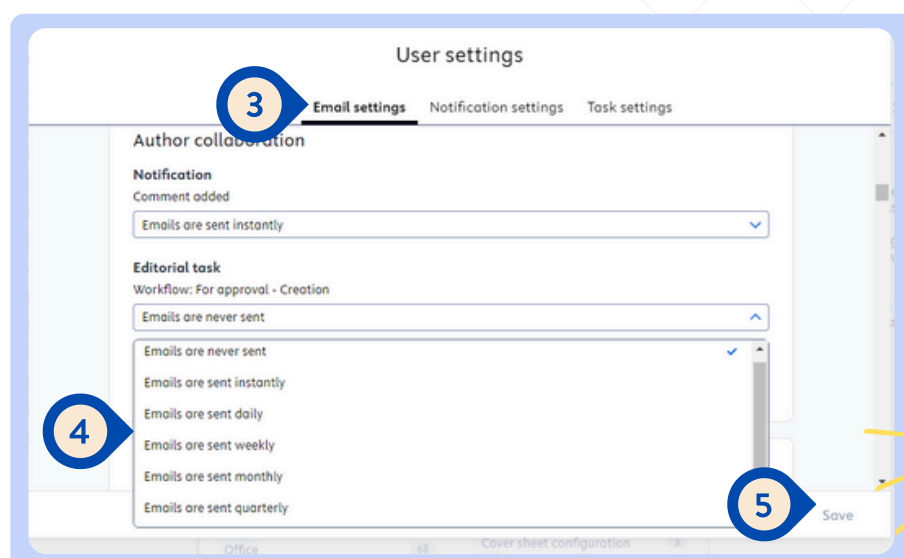 User settings
3
Email settings Notification settings Task settings
Author collaboration
Notification
Comment added
Emails are sent instantly
Editorial task
Workflow: For approval - Creation
Emails are never sent
Emails are never sent
Emails are sent instantly
Emails are sent daily
4
Emails are sent weekly
Emails are sent monthly
Emails are sent quarterly
5
Save
Office 68 Cover sheet configuration